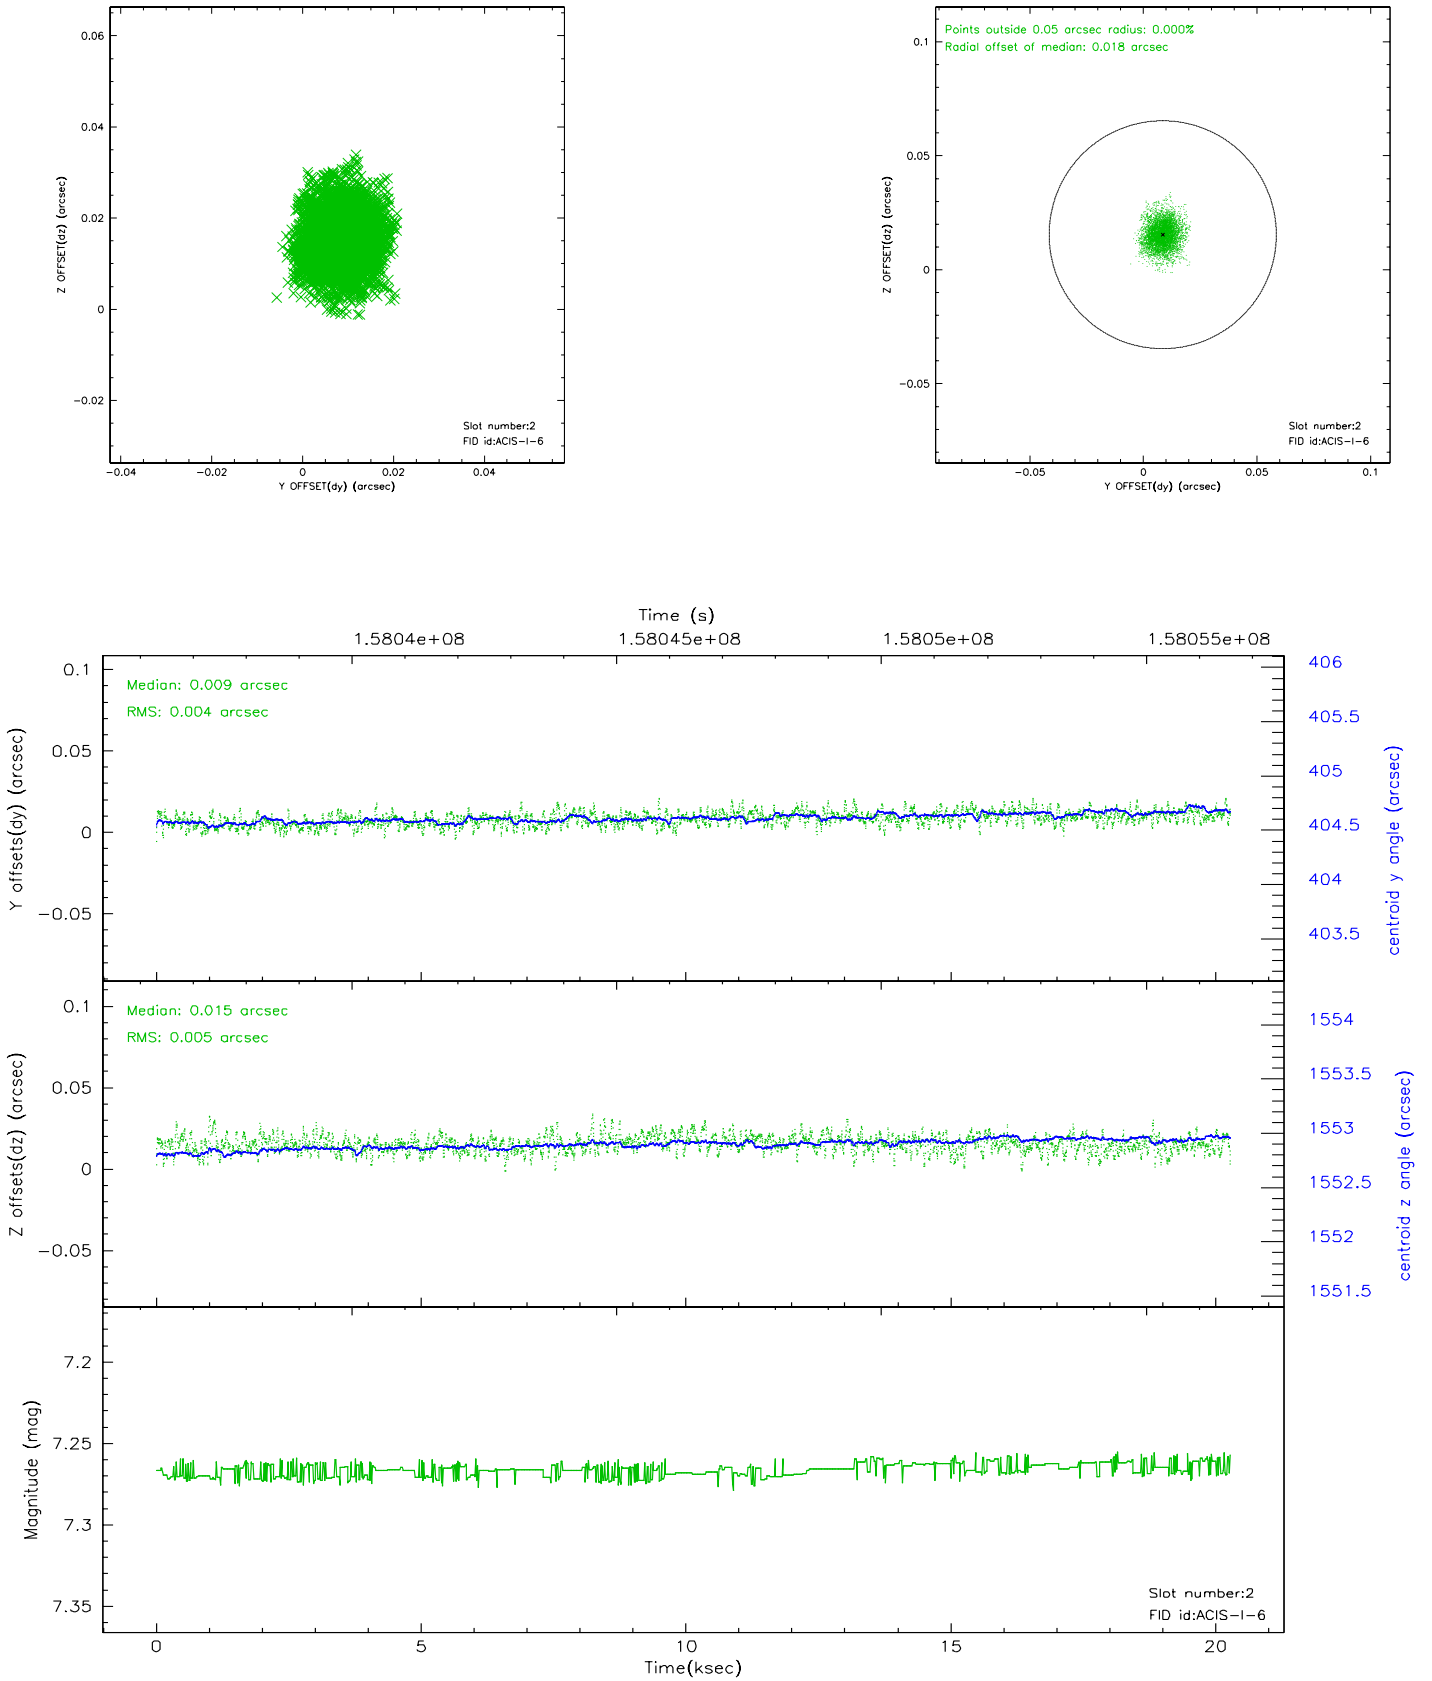 0.06
0.04
0.02
0
-0.02
Z OFFSET(dz) (arcsec)
Slot number:2
FID id:ACIS-I-6
-0.04 -0.02 0 0.02 0.04
Y OFFSET(dy) (arcsec)
Points outside 0.05 arcsec radius: 0.000%
Radial offset of median: 0.018 arcsec
0.1
0.05
0
-0.05
Z OFFSET(dz) (arcsec)
Slot number:2
FID id:ACIS-I-6
-0.05 0 0.05 0.1
Y OFFSET(dy) (arcsec)
Time (s)
1.5804e+08 1.58045e+08 1.5805e+08 1.58055e+08
Median: 0.009 arcsec
RMS: 0.004 arcsec
0.1
0.05
0
-0.05
Y offsets(dy) (arcsec)
406
405.5
405
404.5
404
403.5
centroid y angle (arcsec)
Median: 0.015 arcsec
RMS: 0.005 arcsec
0.1
0.05
0
-0.05
Z offsets(dz) (arcsec)
1554
1553.5
1553
1552.5
1552
1551.5
centroid z angle (arcsec)
7.2
7.25
7.3
7.35
Magnitude (mag)
Slot number:2
FID id:ACIS-I-6
0 5 10 15 20
Time(ksec)